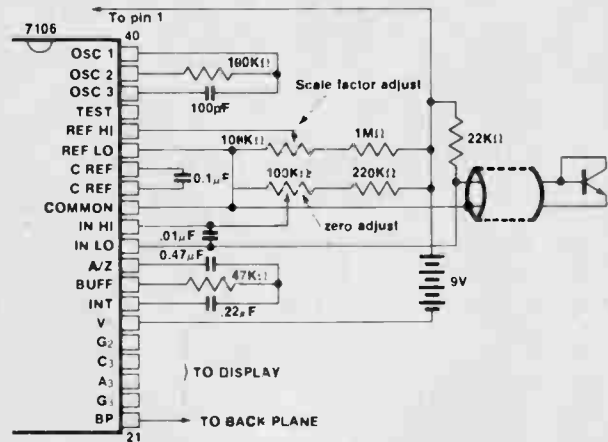 To pin 1
7106
40
OSC 1
OSC 2
OSC 3
TEST
REF HI
REF LO
C REF
C REF
COMMON
IN HI
IN LO
A/Z
BUFF
INT
V
G2
C3
A3
G3
BP
21
100KΩ
100pF
Scale factor adjust
100KΩ
1MΩ
22KΩ
0.1µF
100KΩ
220KΩ
zero adjust
.01µF
0.47µF
47KΩ
.22µF
9V
TO DISPLAY
TO BACK PLANE